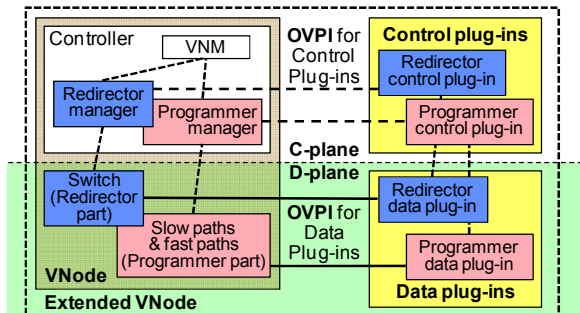 Controller
VNM
OVPI for
Control
Plug-ins
Control plug-ins
Redirector
manager
Redirector
control plug-in
Programmer
manager
Programmer
control plug-in
C-plane
D-plane
Switch
(Redirector
part)
Redirector
data plug-in
OVPI for
Data
Plug-ins
Slow paths
& fast paths
(Programmer part)
Programmer
data plug-in
VNode
Data plug-ins
Extended VNode